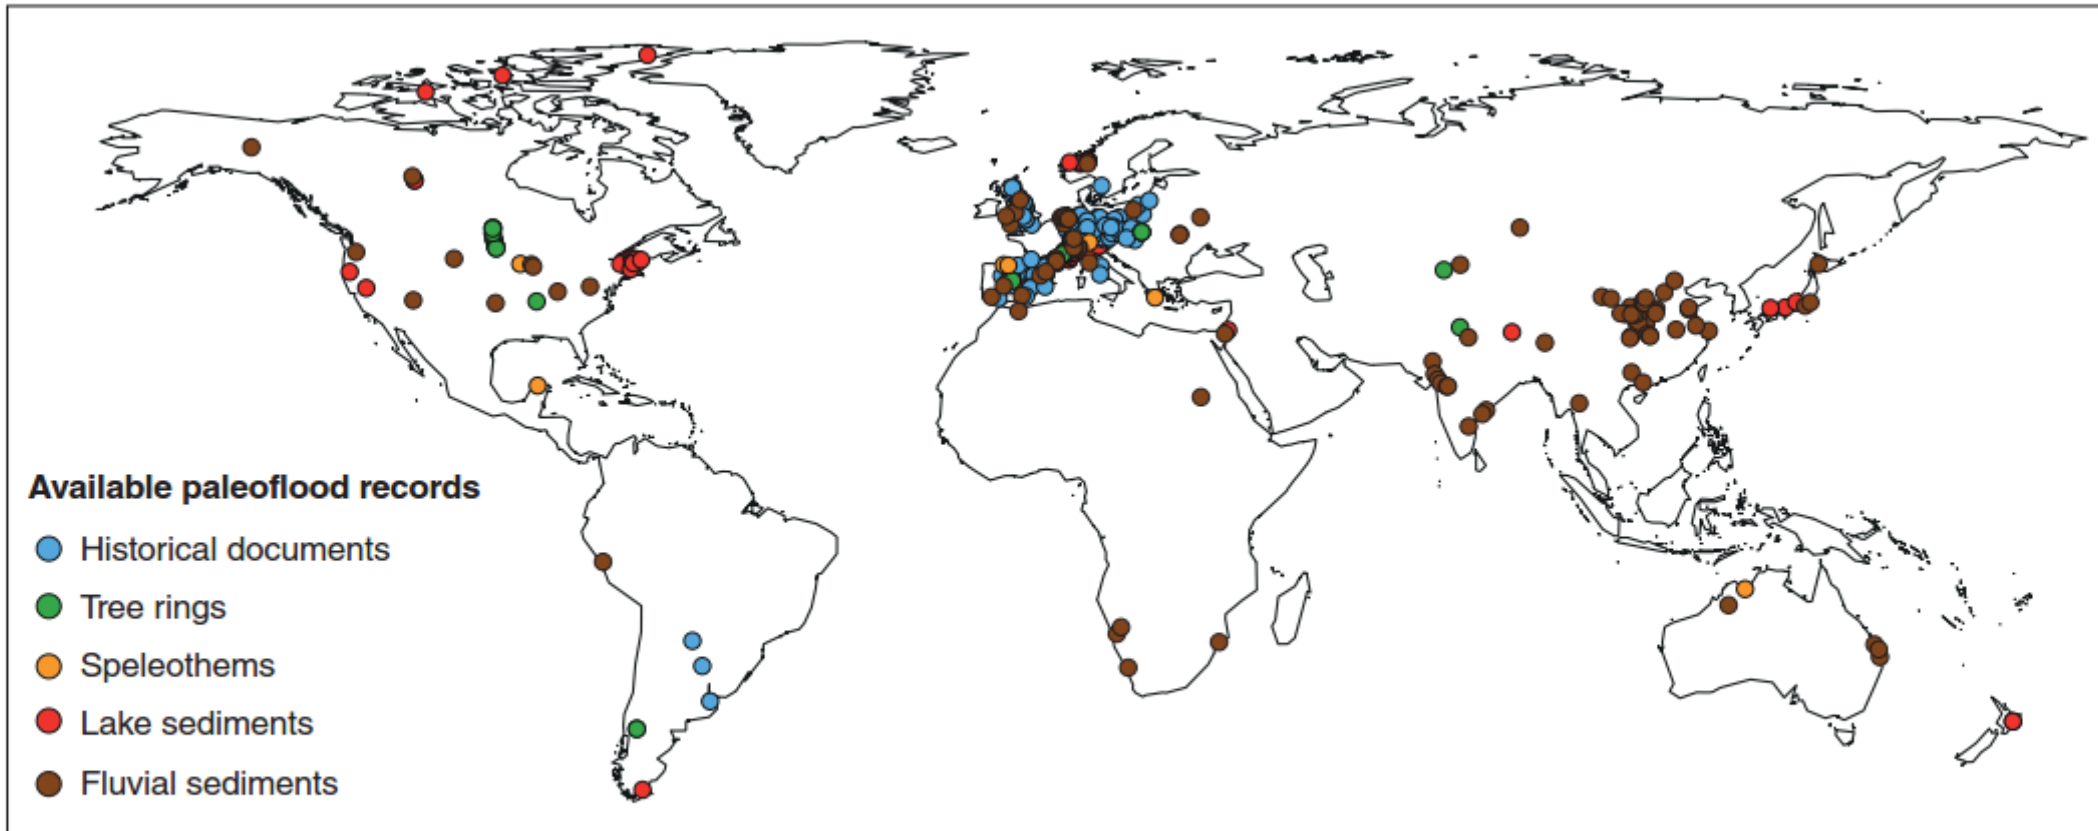 Available paleoflood records
Historical documents
Tree rings
Speleothems
Lake sediments
Fluvial sediments